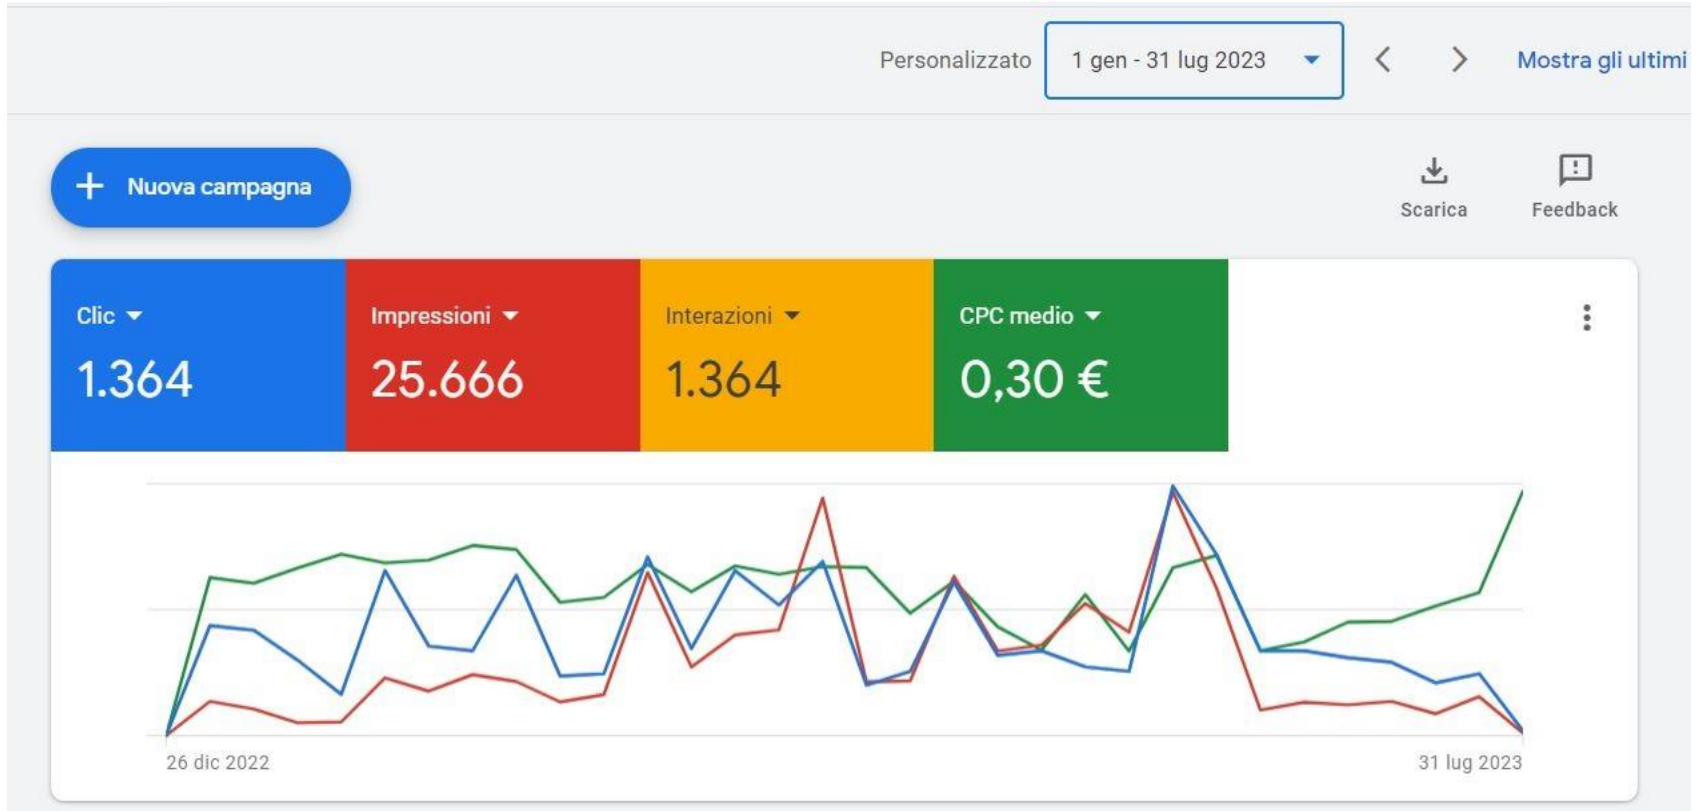 Personalizzato 1 gen - 31 lug 2023 Mostra gli ultimi
Nuova campagna
Scarica Feedback
Clic Impressioni Interazioni CPC medio
1.364 25.666 1.364 0,30 €
26 dic 2022 31 lug 2023